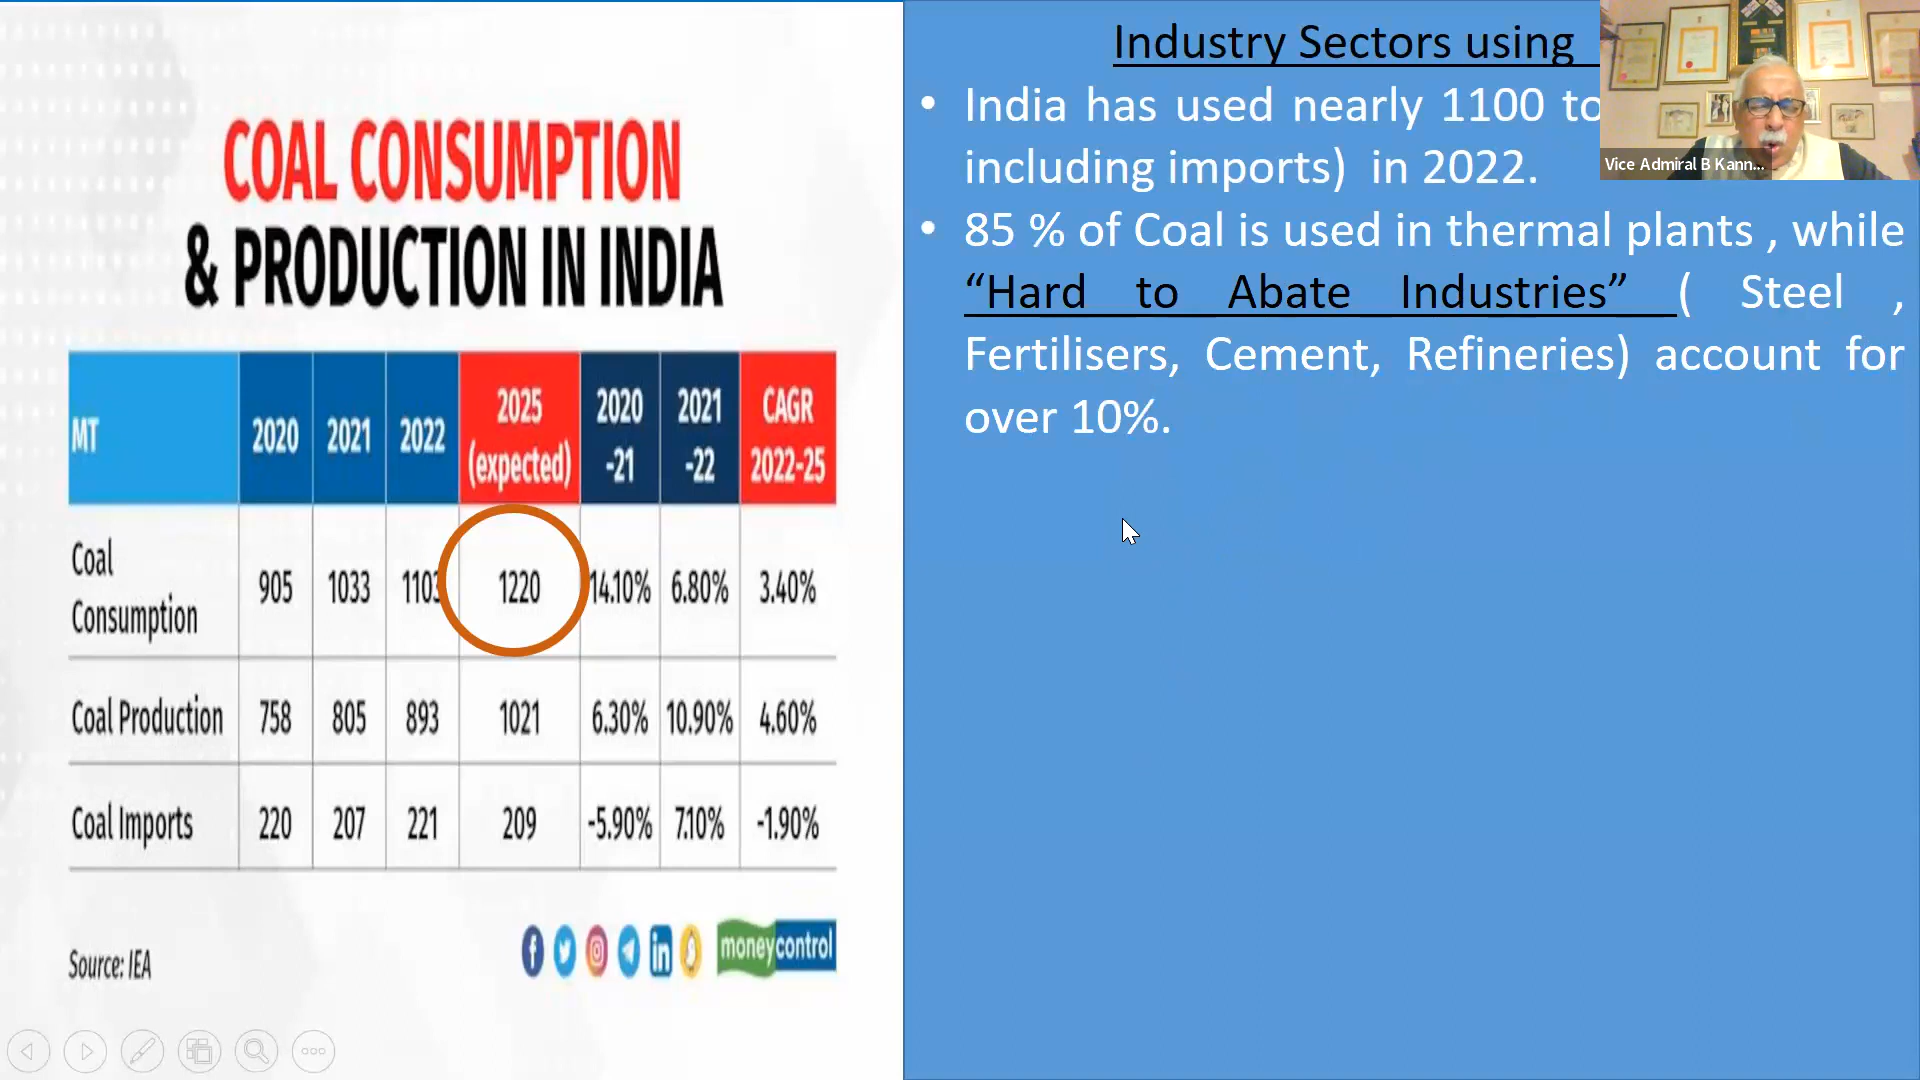 COAL CONSUMPTION
& PRODUCTION IN INDIA
MT 2020 2021 2022 2025 (expected) 2020 -21 2021 -22 CAGR 2022-25
Coal Consumption 905 1033 1103 1220 14.10% 6.80% 3.40%
Coal Production 758 805 893 1021 6.30% 10.90% 4.60%
Coal Imports 220 207 221 209 -5.90% 7.10% -1.90%
Source: IEA
moneycontrol
Industry Sectors using
• India has used nearly 1100 to
including imports) in 2022.
• 85 % of Coal is used in thermal plants , while
“Hard to Abate Industries” ( Steel ,
Fertilisers, Cement, Refineries) account for
over 10%.
Vice Admiral B Kann...